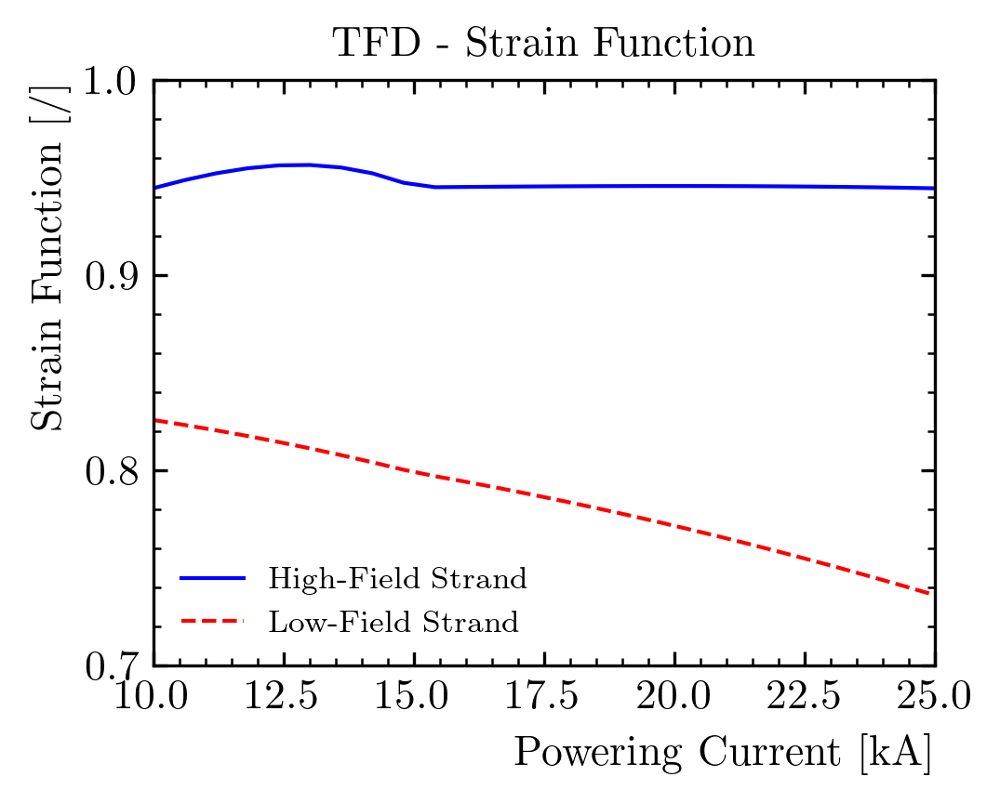 TFD - Strain Function
Strain Function [/]
1.0
0.9
0.8
0.7
High-Field Strand
Low-Field Strand
10.0 12.5 15.0 17.5 20.0 22.5 25.0
Powering Current [kA]